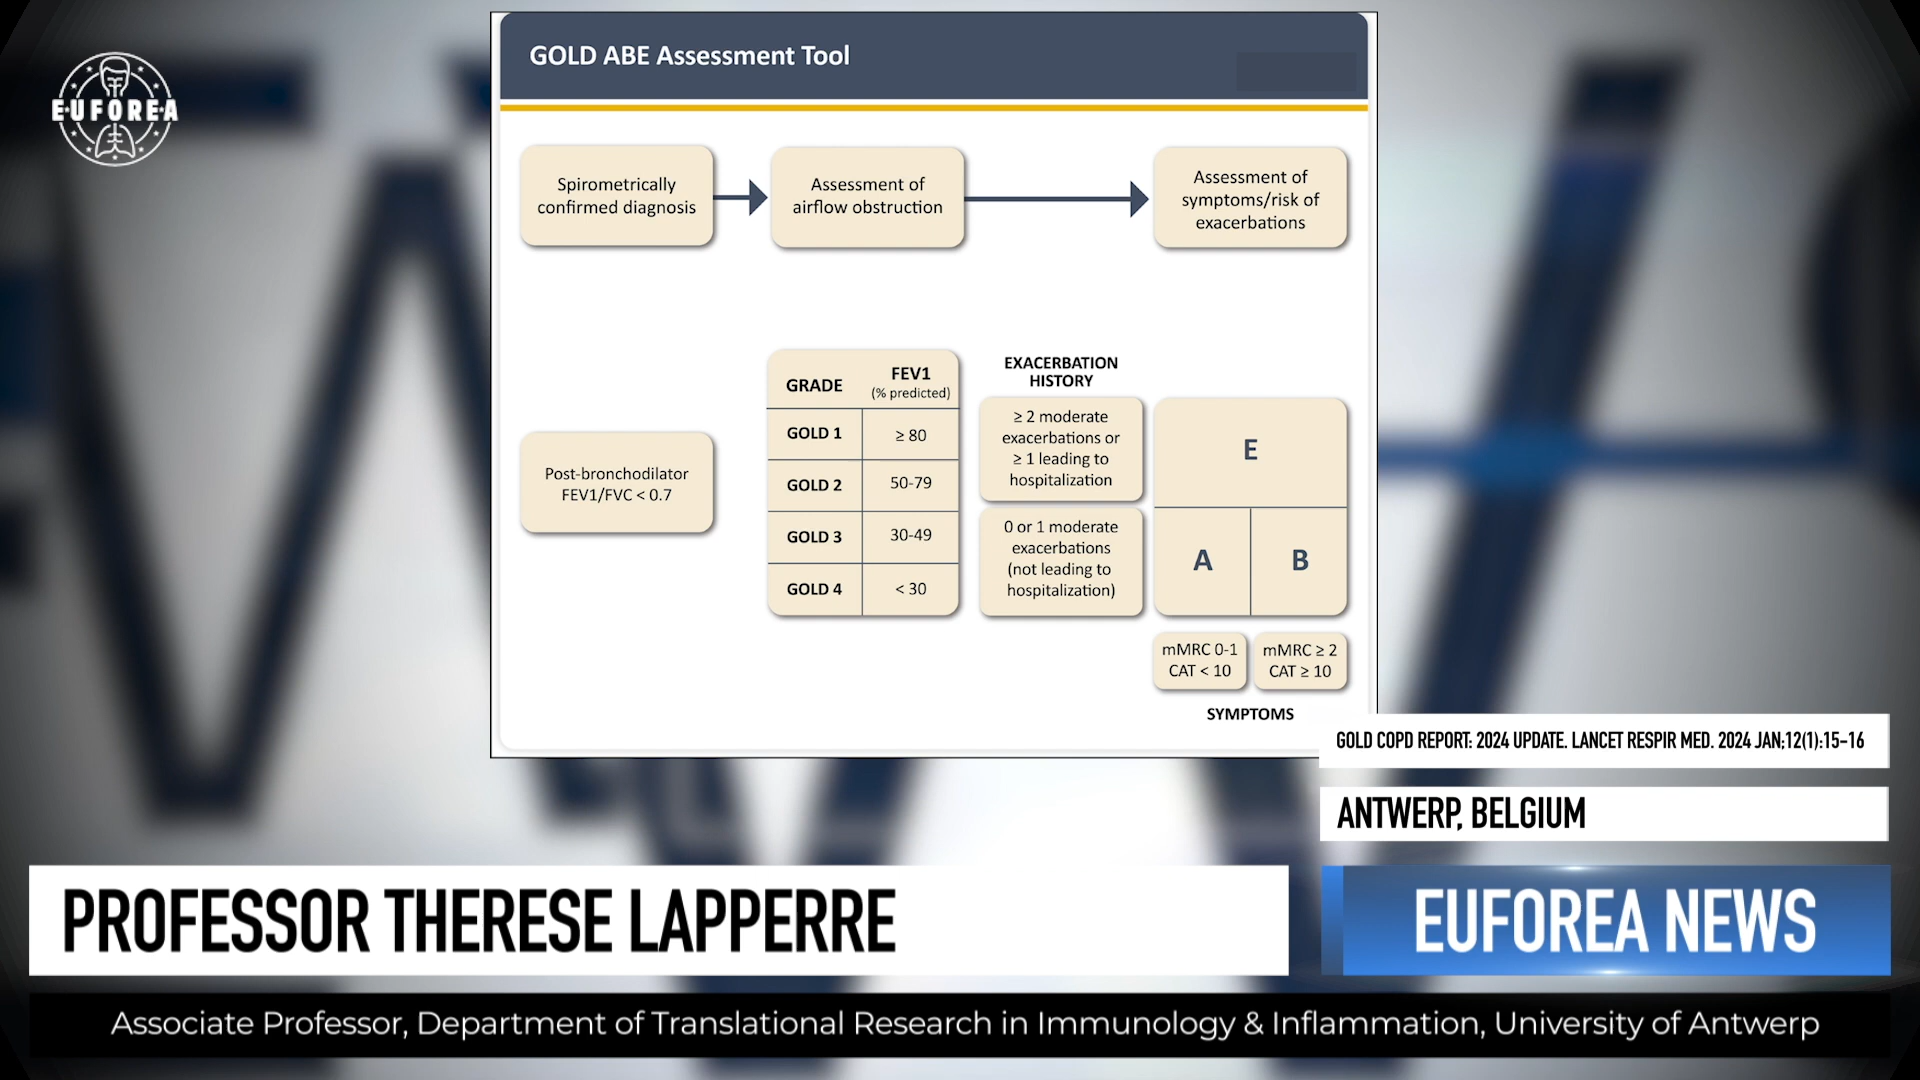 EUFOREA
GOLD ABE Assessment Tool
Spirometrically
confirmed diagnosis
Assessment of
airflow obstruction
Assessment of
symptoms/risk of
exacerbations
Post-bronchodilator
FEV1/FVC < 0.7
GRADE FEV1
(% predicted)
GOLD 1 ≥ 80
GOLD 2 50-79
GOLD 3 30-49
GOLD 4 < 30
EXACERBATION
HISTORY
≥ 2 moderate
exacerbations or
≥ 1 leading to
hospitalization
0 or 1 moderate
exacerbations
(not leading to
hospitalization)
E
A B
mMRC 0-1
CAT < 10
mMRC ≥ 2
CAT ≥ 10
SYMPTOMS
GOLD COPD REPORT: 2024 UPDATE. LANCET RESPIR MED. 2024 JAN;12(1):15-16
ANTWERP, BELGIUM
PROFESSOR THERESE LAPPERRE
EUFOREA NEWS
Associate Professor, Department of Translational Research in Immunology & Inflammation, University of Antwerp